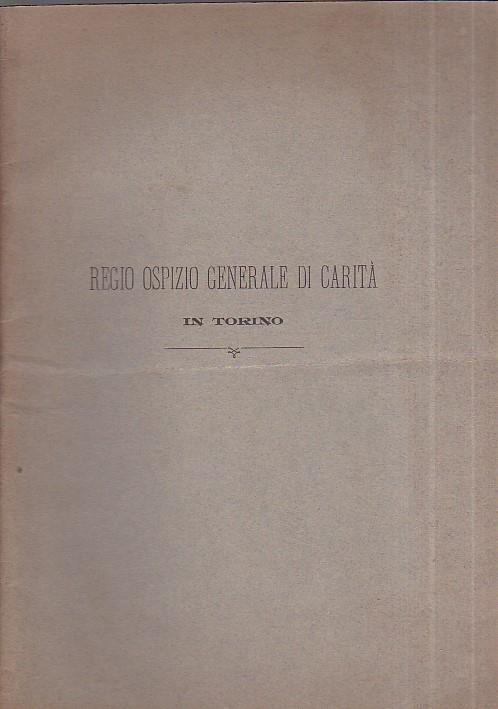 REGIO OSPIZIO GENERALE DI CARITÀ
IN TORINO